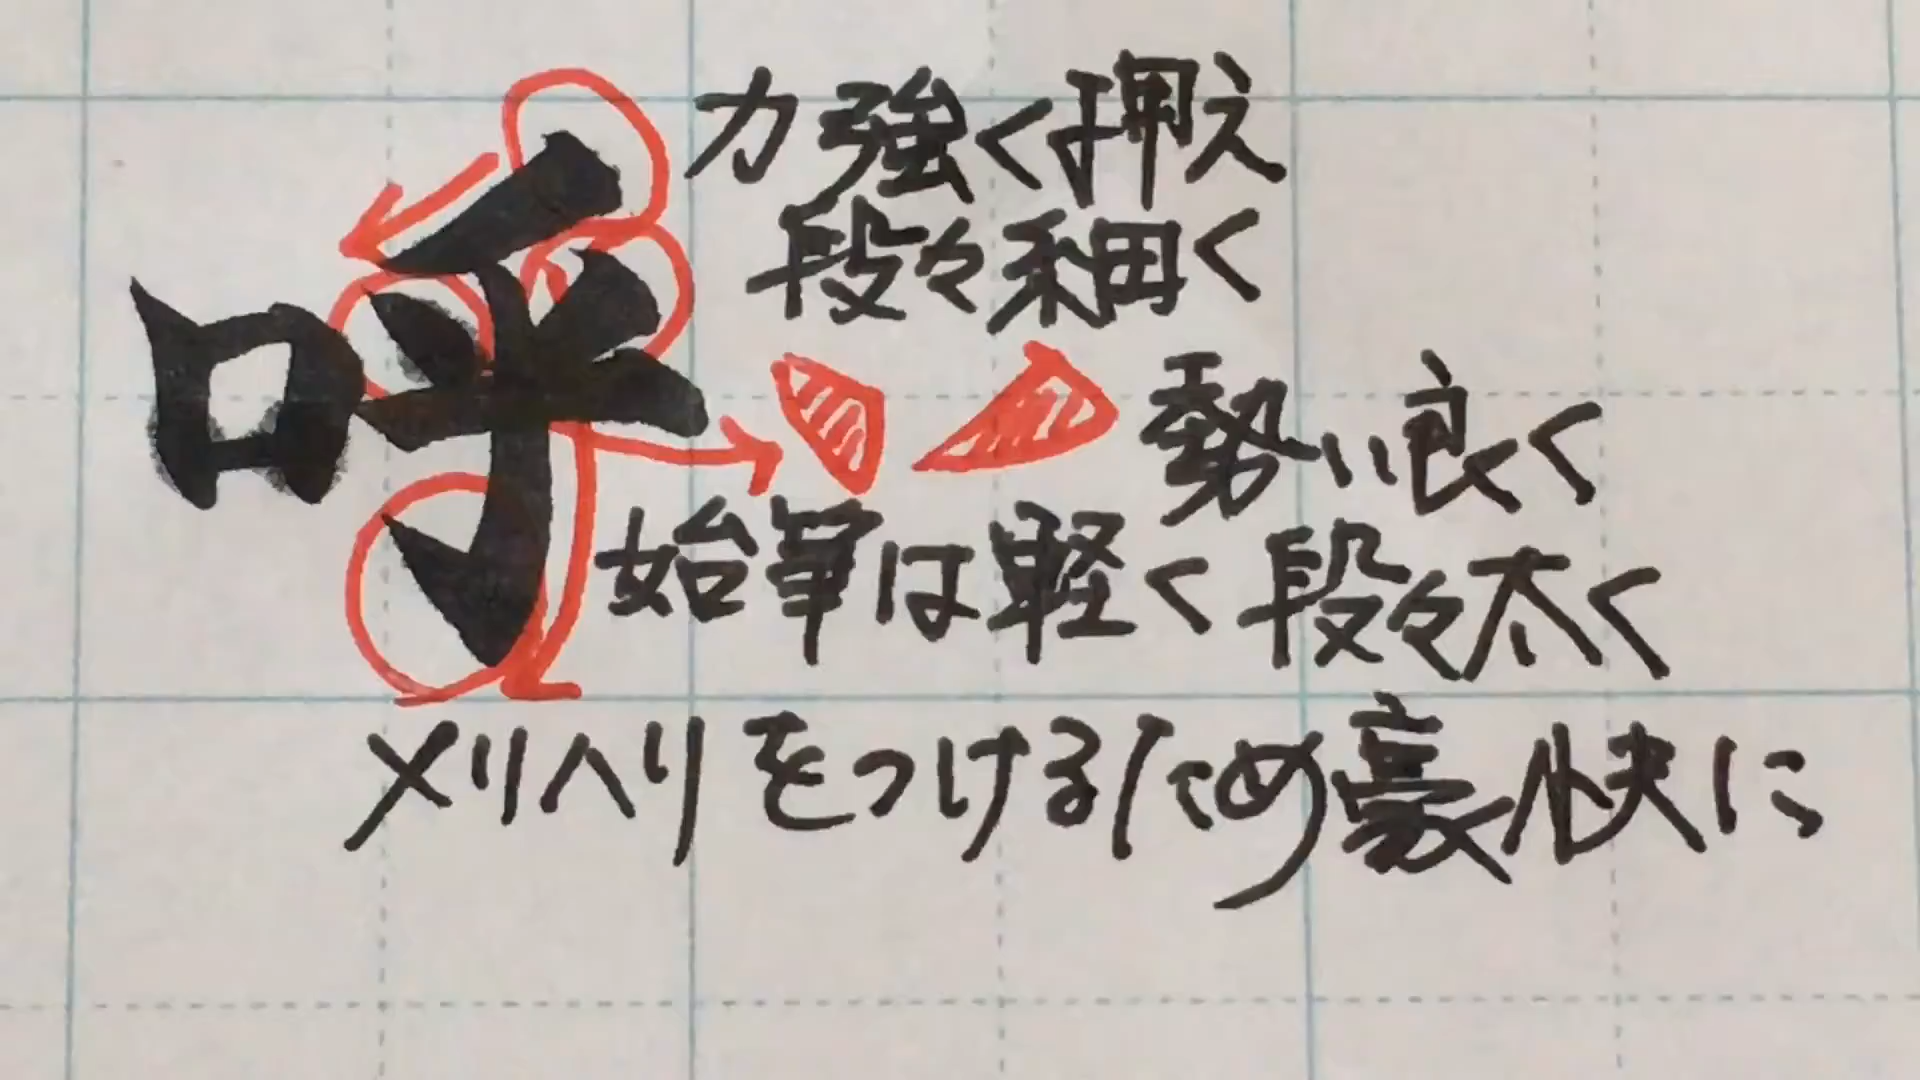 呼
力強く押え
段々細く
勢い良く
始筆は軽く段々太く
メリハリをつけるため豪快に